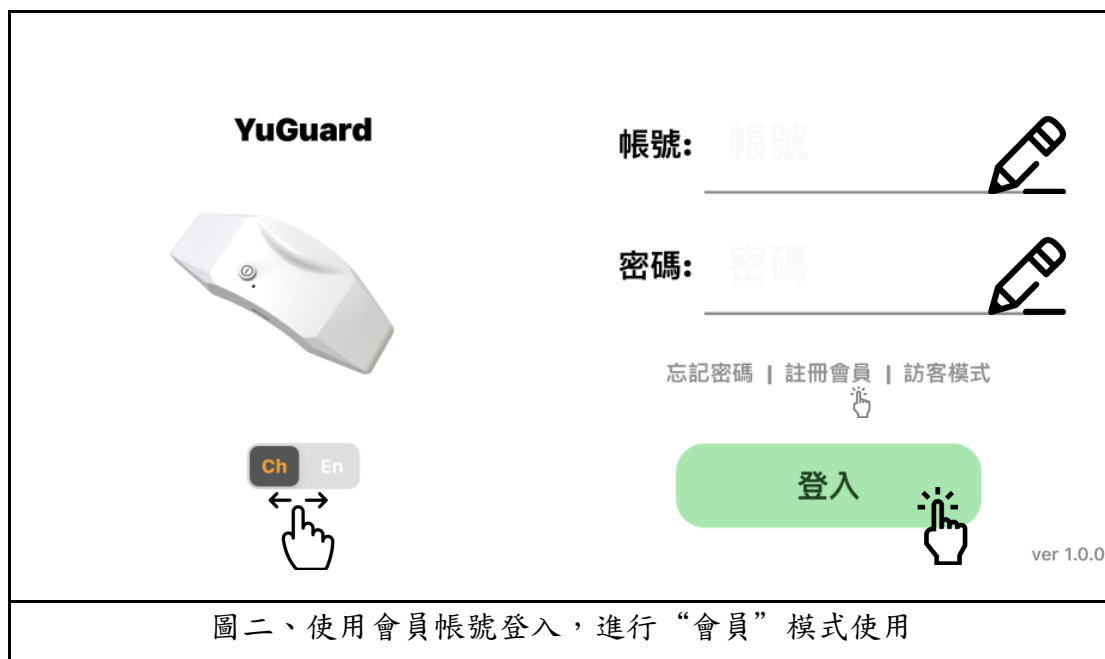 YuGuard
Ch En
帳號: 帳號
密碼: 密碼
忘記密碼 | 註冊會員 | 訪客模式
登入
ver 1.0.0
圖二、使用會員帳號登入，進行“會員”模式使用